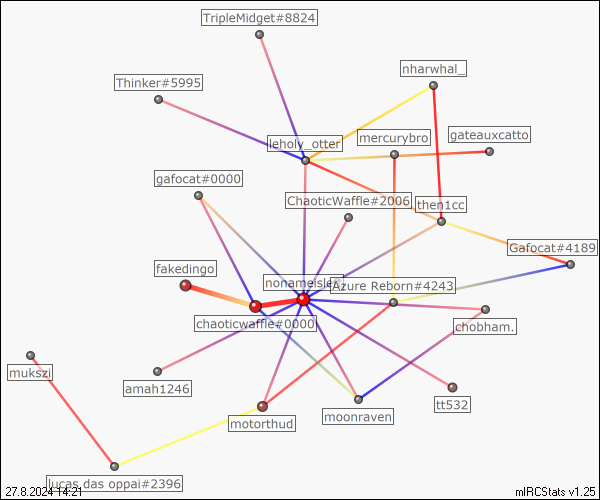 TripleMidget#8824
nharwhal_
Thinker#5995
mercurybro
gateauxcatto
leholy_otter
gafocat#0000
ChaoticWaffle#2006
then1cc
Gafocat#4189
fakedingo
Azure Reborn#4243
chaoticwaffle#0000
chobham.
mukszi
amah1246
tt532
moonraven
motorthud
lucas.das oppai#2396
27.8.2024 14:21
mIRCStats v1.25